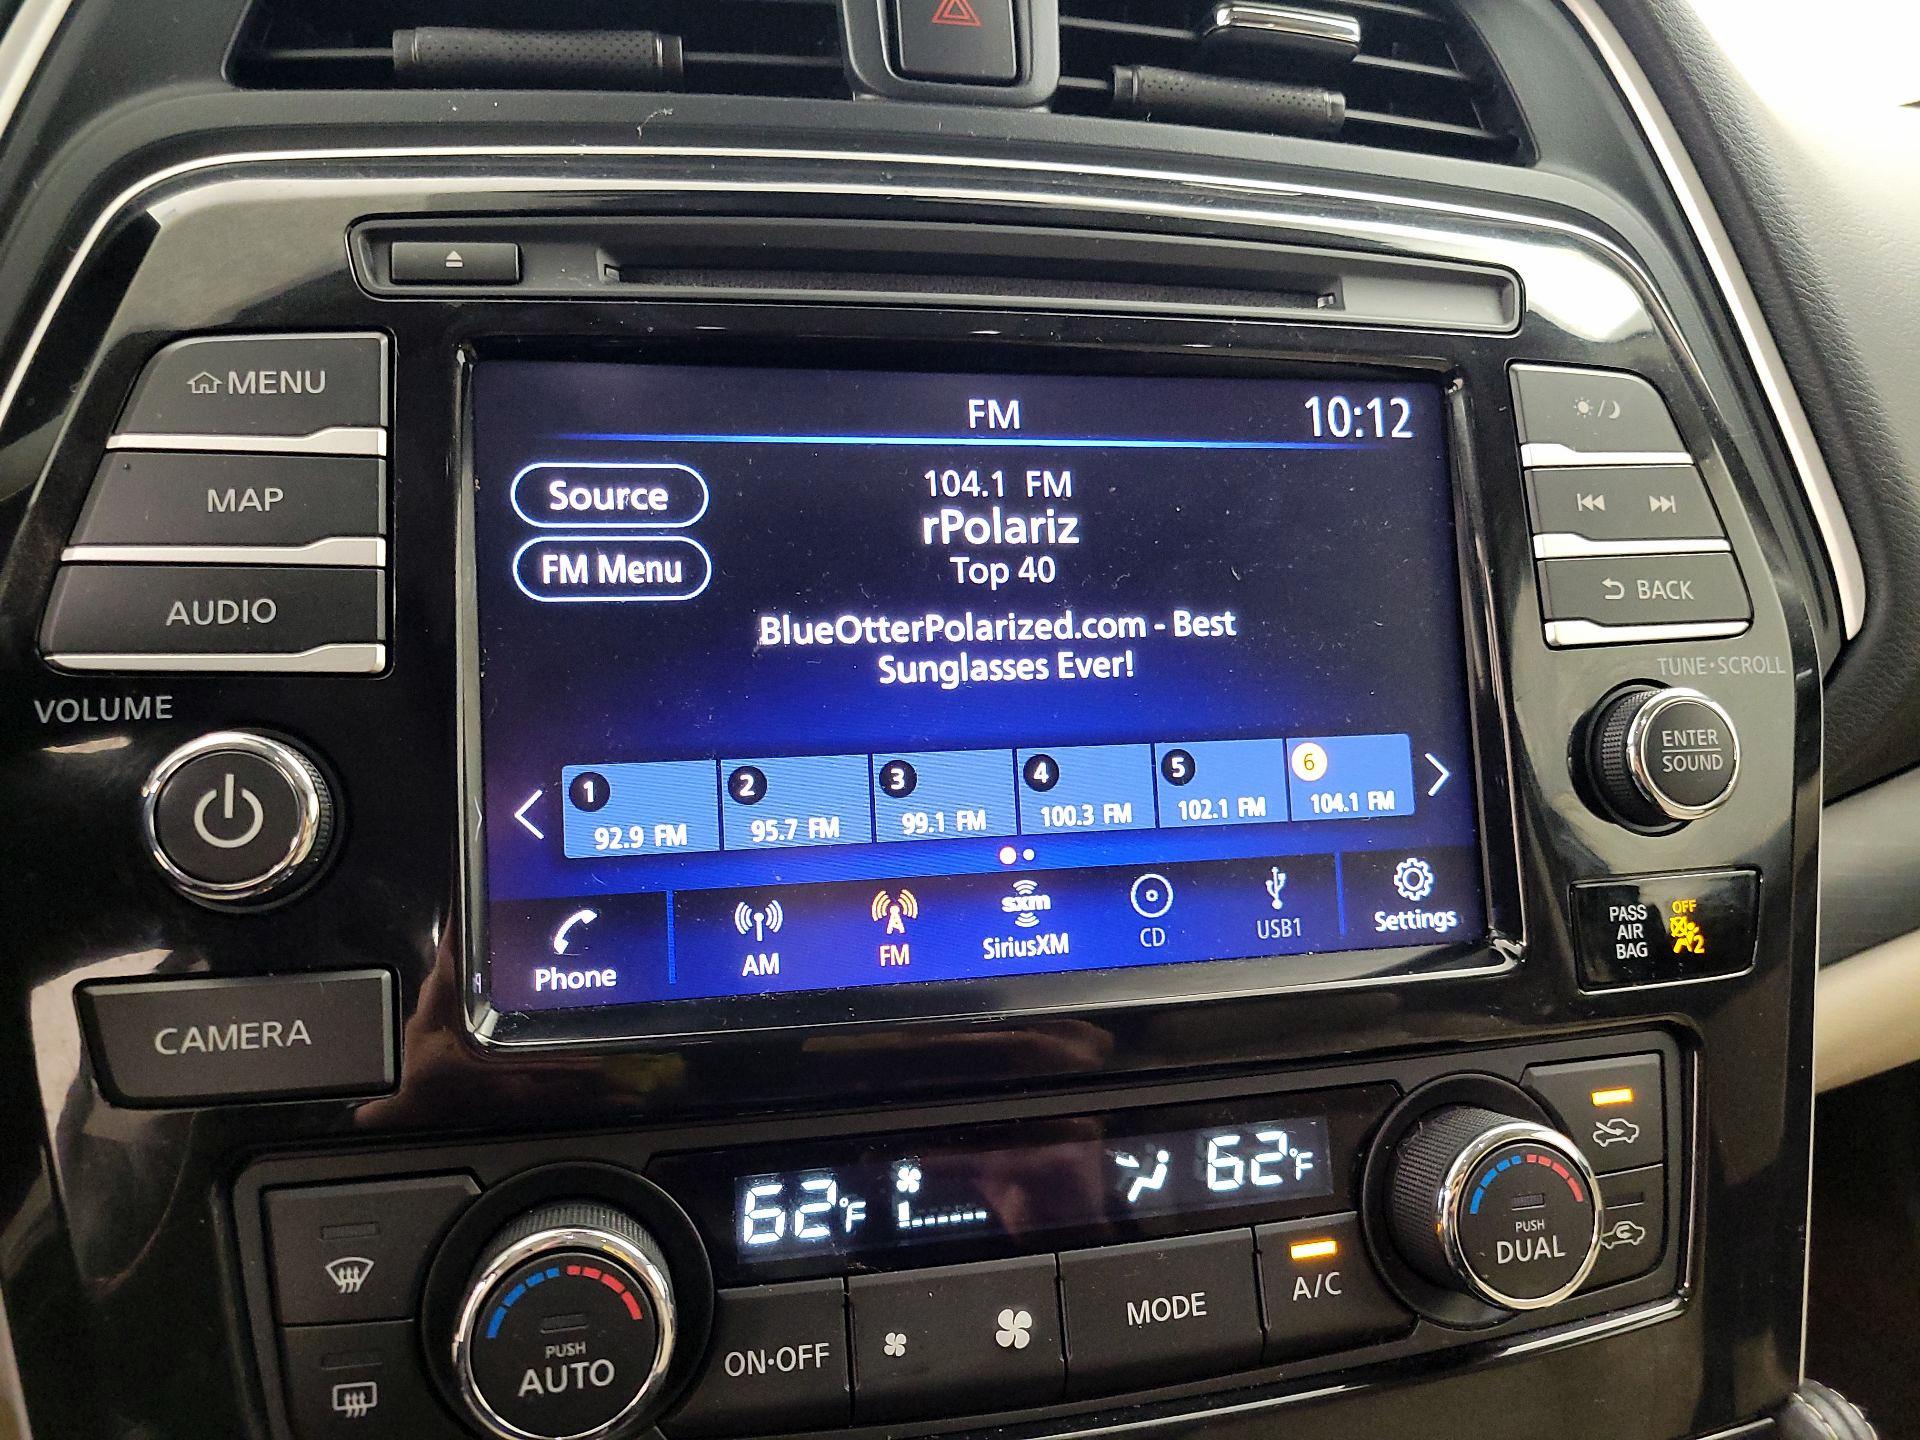 MENU
MAP
AUDIO
VOLUME
CAMERA
FM 10:12
Source
FM Menu
104.1 FM
rPolariz
Top 40
BlueOtterPolarized.com - Best
Sunglasses Ever!
1 2 3 4 5 6
92.9 FM 95.7 FM 99.1 FM 100.3 FM 102.1 FM 104.1 FM
sxm
Phone AM FM SiriusXM CD USB1 Settings
BACK
TUNE·SCROLL
ENTER
SOUND
PASS
AIR
BAG
OFF
2
62°F 62°F
PUSH
AUTO
ON·OFF
MODE
A/C
PUSH
DUAL